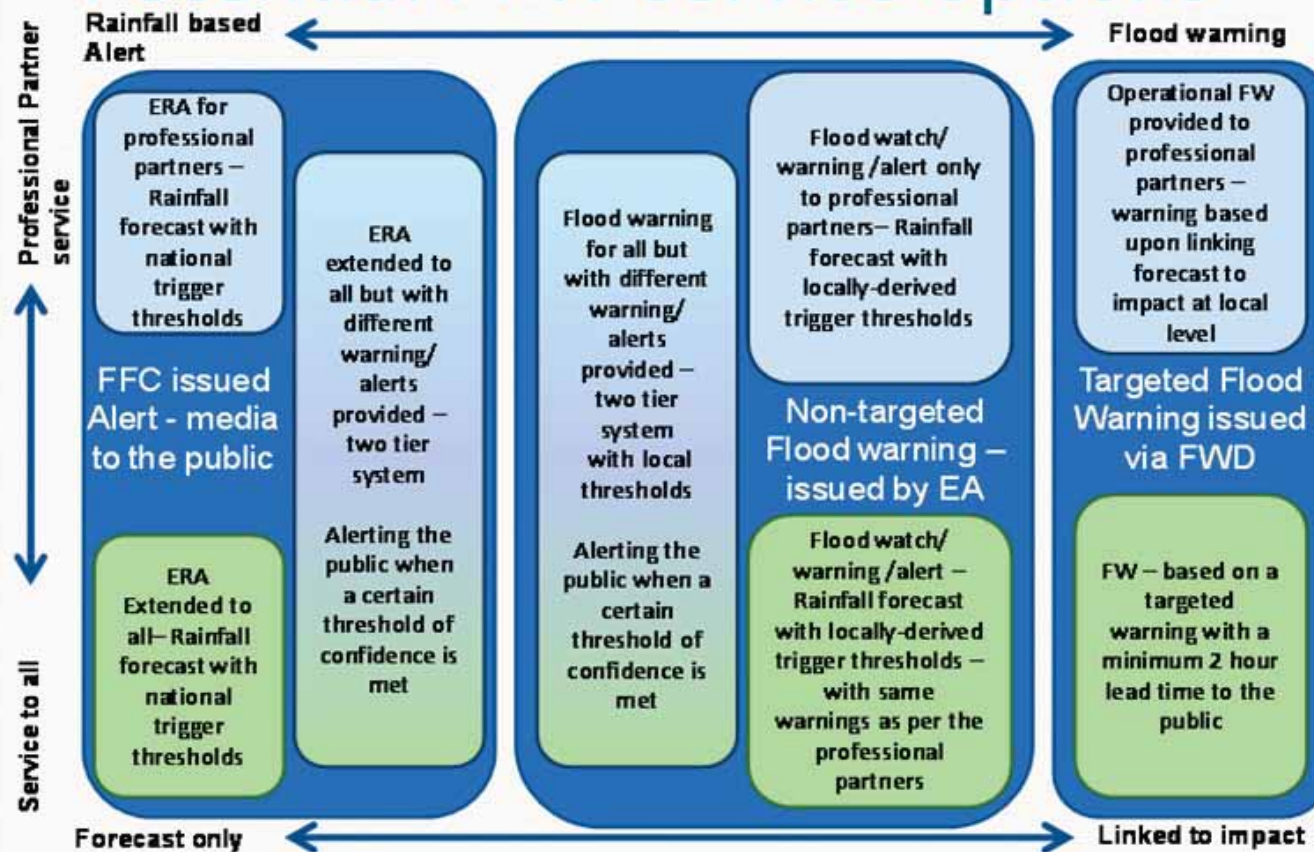 Rainfall based
Alert
Flood warning
Professional Partner
service
Service to all
ERA for
professional
partners –
Rainfall
forecast with
national
trigger
thresholds
FFC issued
Alert - media
to the public
ERA
Extended to
all– Rainfall
forecast with
national
trigger
thresholds
ERA
extended to
all but with
different
warning/
alerts
provided –
two tier
system
Alerting the
public when
a certain
threshold of
confidence is
met
Flood warning
for all but
with different
warning/
alerts
provided –
two tier
system
with local
thresholds
Alerting the
public when a
certain
threshold of
confidence is
met
Flood watch/
warning /alert only
to professional
partners– Rainfall
forecast with
locally-derived
trigger thresholds
Non-targeted
Flood warning –
issued by EA
Flood watch/
warning /alert –
Rainfall forecast
with locally-derived
trigger thresholds –
with same
warnings as per the
professional
partners
Operational FW
provided to
professional
partners –
warning based
upon linking
forecast to
impact at local
level
Targeted Flood
Warning issued
via FWD
FW – based on a
targeted
warning with a
minimum 2 hour
lead time to the
public
Forecast only
Linked to impact